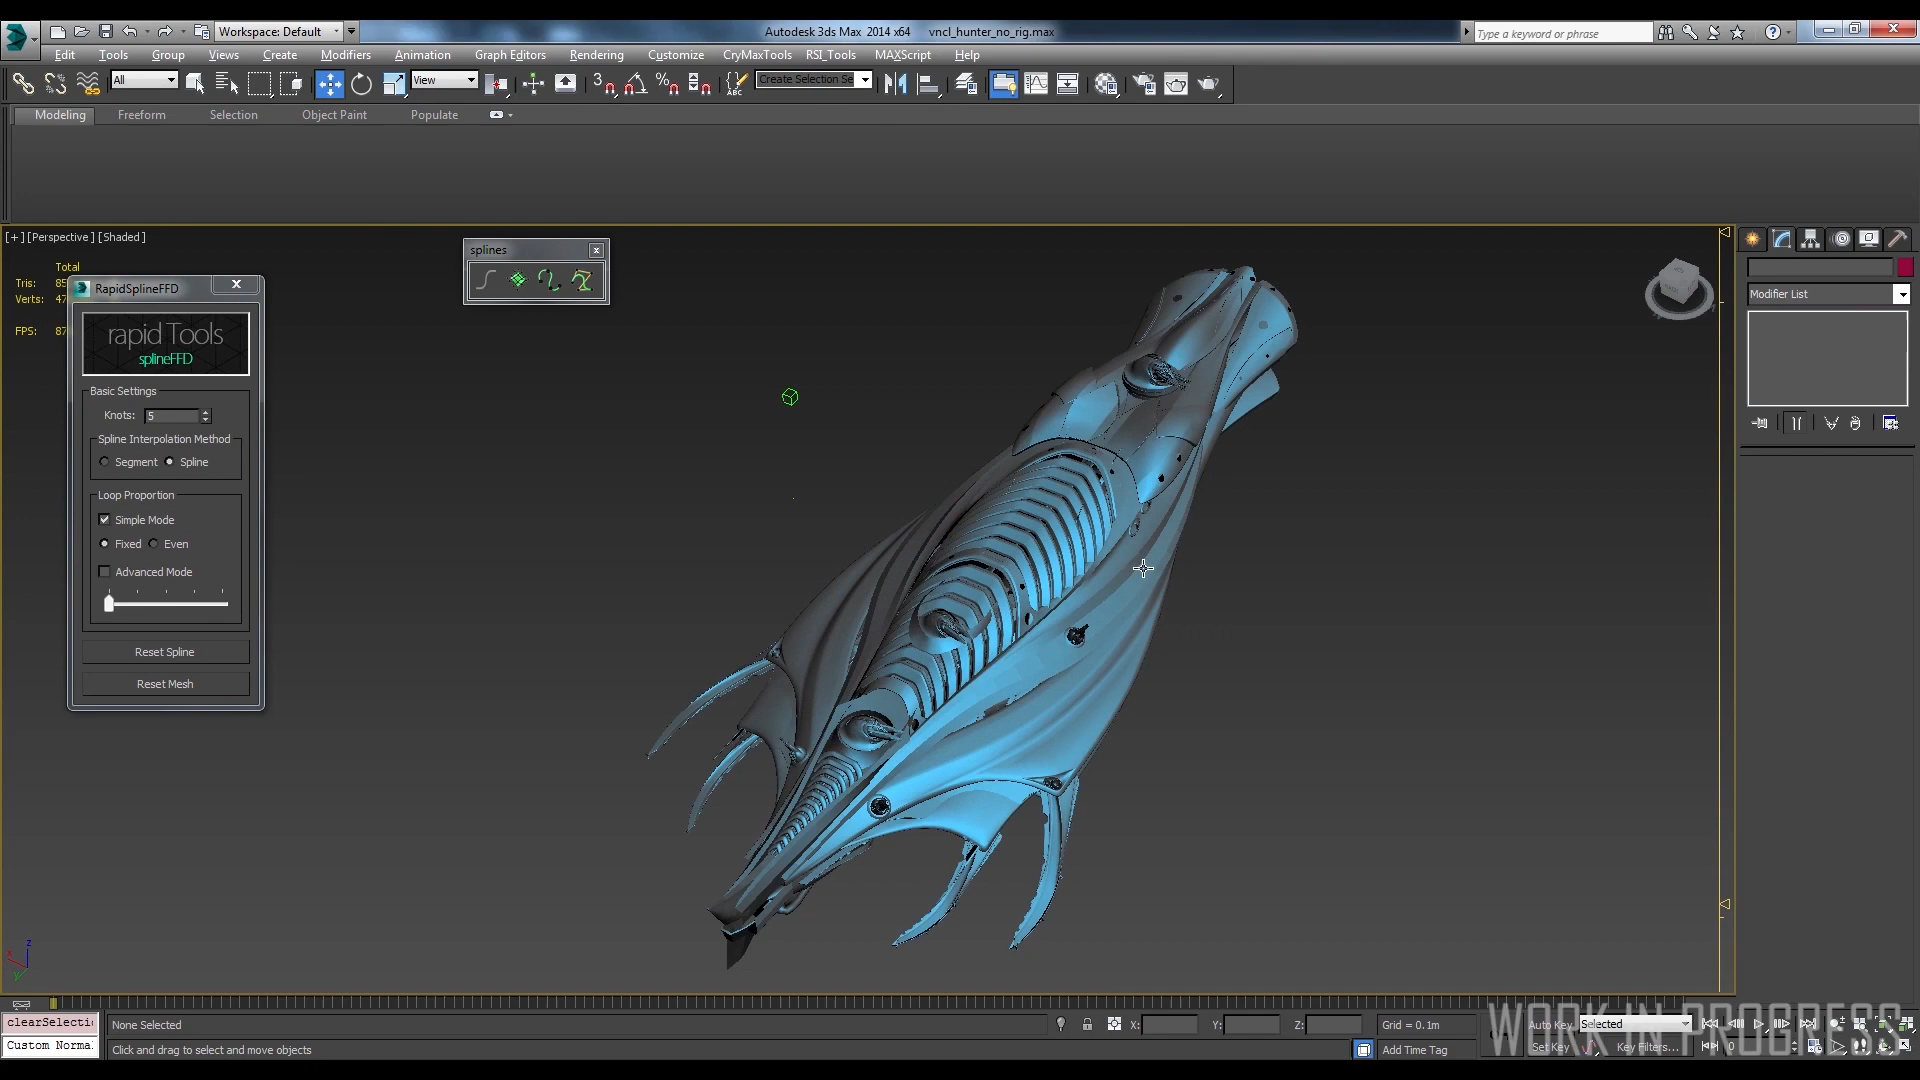 Workspace: Default
Autodesk 3ds Max 2014 x64 vncl_hunter_no_rig.max
Type a keyword or phrase
Edit Tools Group Views Create Modifiers Animation Graph Editors Rendering Customize CryMaxTools RSI_Tools MAXScript Help
All
View
3
ABC
Create Selection Se
Modeling Freeform Selection Object Paint Populate
[+] [Perspective] [Shaded]
splines
Total
Tris:
Verts:
FPS: 87
RapidSplineFFD
rapid Tools
splineFFD
Basic Settings
Knots: 5
Spline Interpolation Method
Segment Spline
Loop Proportion
Simple Mode
Fixed Even
Advanced Mode
Reset Spline
Reset Mesh
Modifier List
z
x
y
clearSelecti
None Selected
X: Y: Z:
Grid = 0.1m
Auto Key
Selected
Custom Norma
Click and drag to select and move objects
Add Time Tag
Set Key
Key Filters...
0
WORK IN PROGRESS